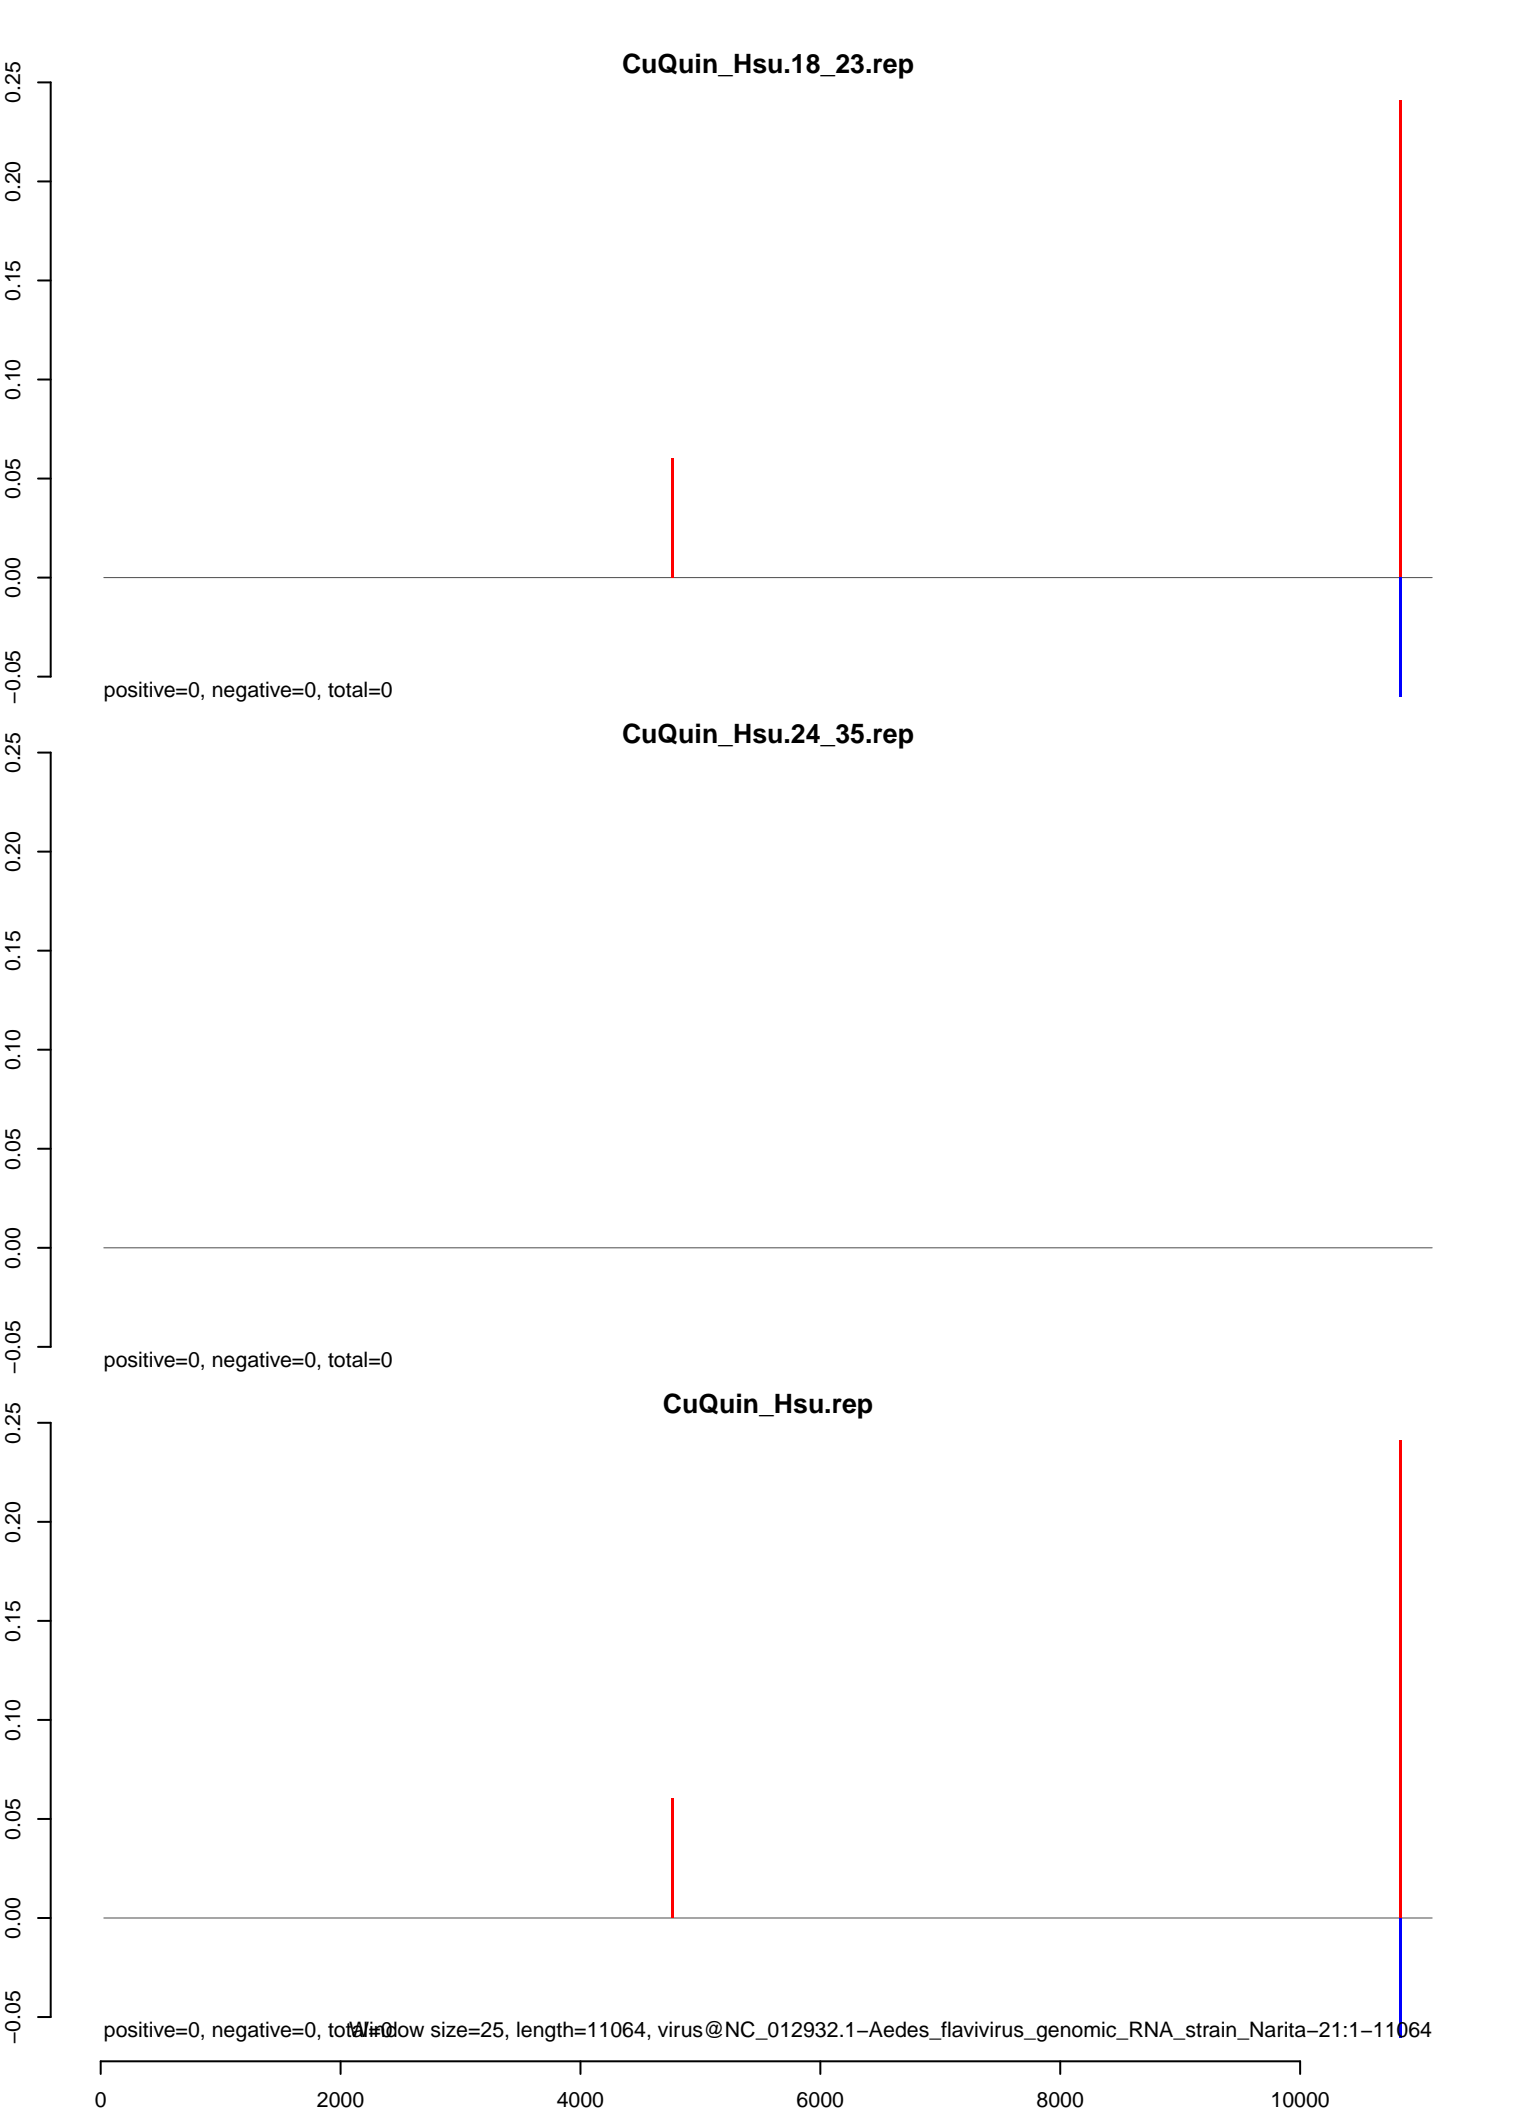 CuQuin_Hsu.18_23.rep
0.25
0.20
0.15
0.10
0.05
0.00
−0.05
positive=0, negative=0, total=0
CuQuin_Hsu.24_35.rep
0.25
0.20
0.15
0.10
0.05
0.00
−0.05
positive=0, negative=0, total=0
CuQuin_Hsu.rep
0.25
0.20
0.15
0.10
0.05
0.00
−0.05
positive=0, negative=0, total=0
Window size=25, length=11064, virus@NC_012932.1−Aedes_flavivirus_genomic_RNA_strain_Narita−21:1−11064
0 2000 4000 6000 8000 10000